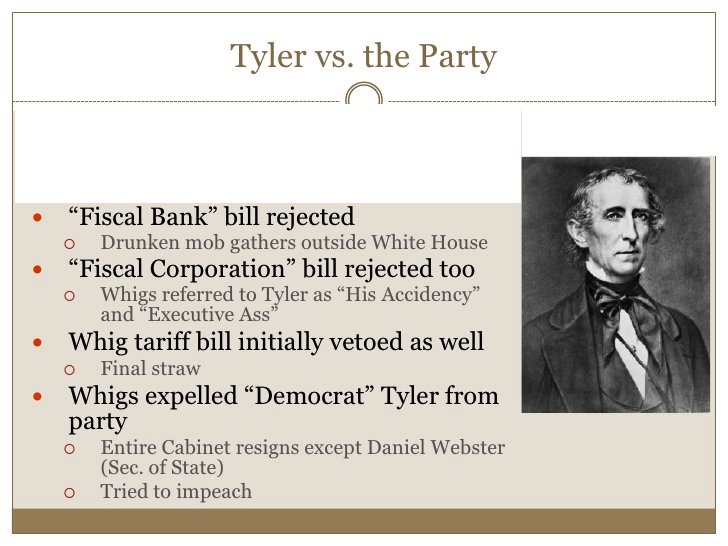 Tyler vs. the Party
• “Fiscal Bank” bill rejected
○ Drunken mob gathers outside White House
• “Fiscal Corporation” bill rejected too
○ Whigs referred to Tyler as “His Accidency”
and “Executive Ass”
• Whig tariff bill initially vetoed as well
○ Final straw
• Whigs expelled “Democrat” Tyler from
party
○ Entire Cabinet resigns except Daniel Webster
(Sec. of State)
○ Tried to impeach